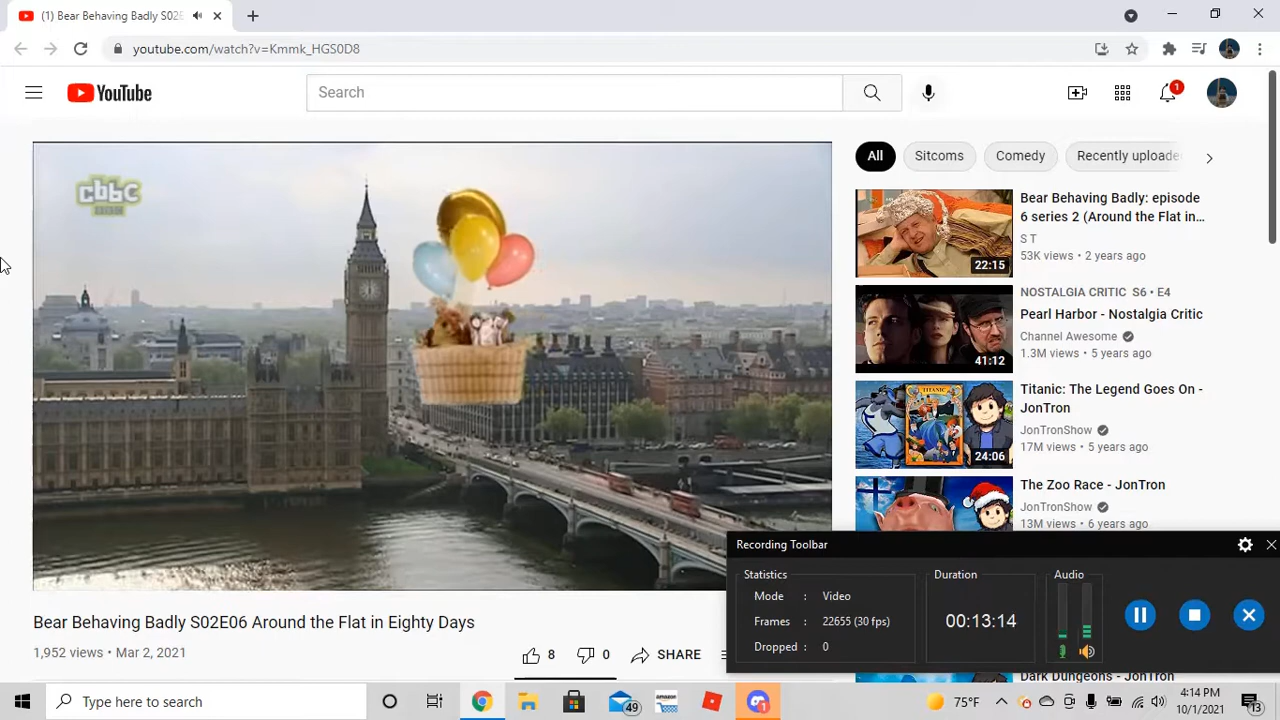 (1) Bear Behaving Badly S02E
youtube.com/watch?v=Kmmk_HGS0D8
YouTube
Search
1
cbbc
All
Sitcoms
Comedy
Recently uploade
Bear Behaving Badly: episode
6 series 2 (Around the Flat in...
S T
53K views • 2 years ago
22:15
NOSTALGIA CRITIC S6 • E4
Pearl Harbor - Nostalgia Critic
Channel Awesome
1.3M views • 5 years ago
41:12
Titanic: The Legend Goes On -
JonTron
JonTronShow
17M views • 5 years ago
TITANIC
24:06
The Zoo Race - JonTron
JonTronShow
13M views • 6 years ago
Recording Toolbar
Statistics
Mode : Video
Frames : 22655 (30 fps)
Dropped : 0
Duration
00:13:14
Audio
Bear Behaving Badly S02E06 Around the Flat in Eighty Days
1,952 views • Mar 2, 2021
8
0
SHARE
Dark Dungeons - JonTron
Type here to search
49
amazon
1
75°F
4:14 PM
10/1/2021
13